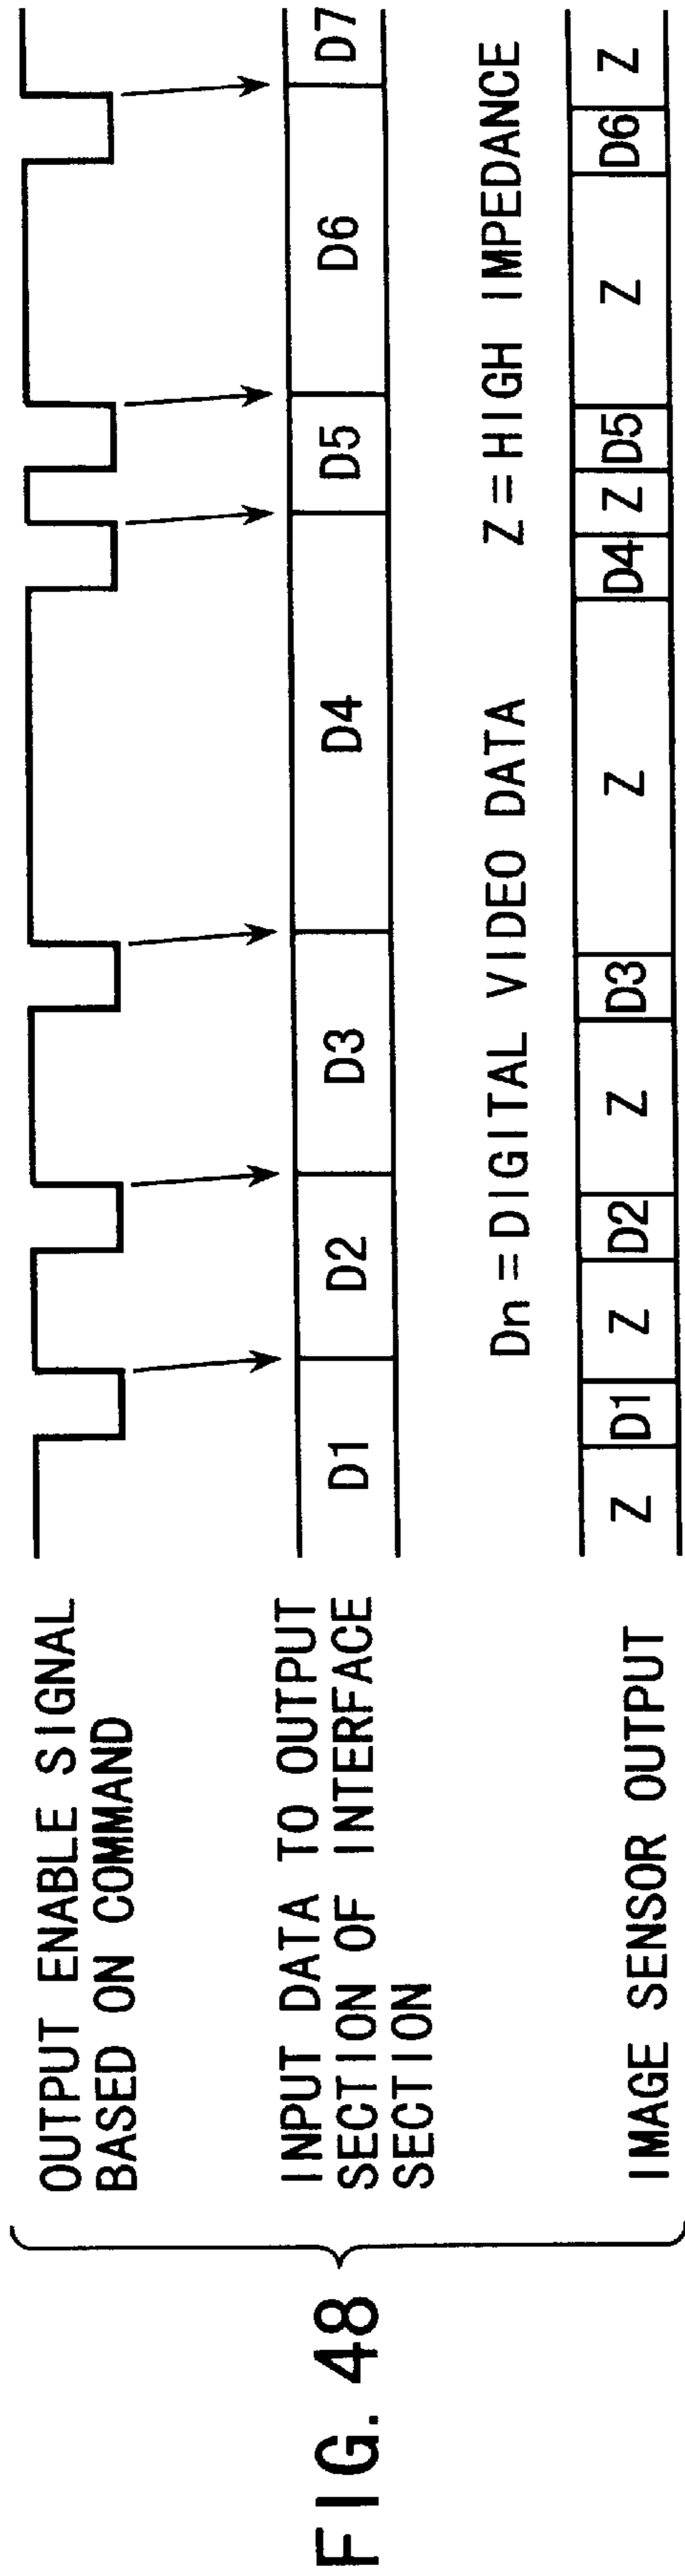 FIG. 48
OUTPUT ENABLE SIGNAL
BASED ON COMMAND
INPUT DATA TO OUTPUT
SECTION OF INTERFACE
SECTION
D1 D2 D3 D4 D5 D6 D7
Dn = DIGITAL VIDEO DATA Z = HIGH IMPEDANCE
IMAGE SENSOR OUTPUT
Z D1 Z D2 Z D3 Z D4 Z D5 Z D6 Z